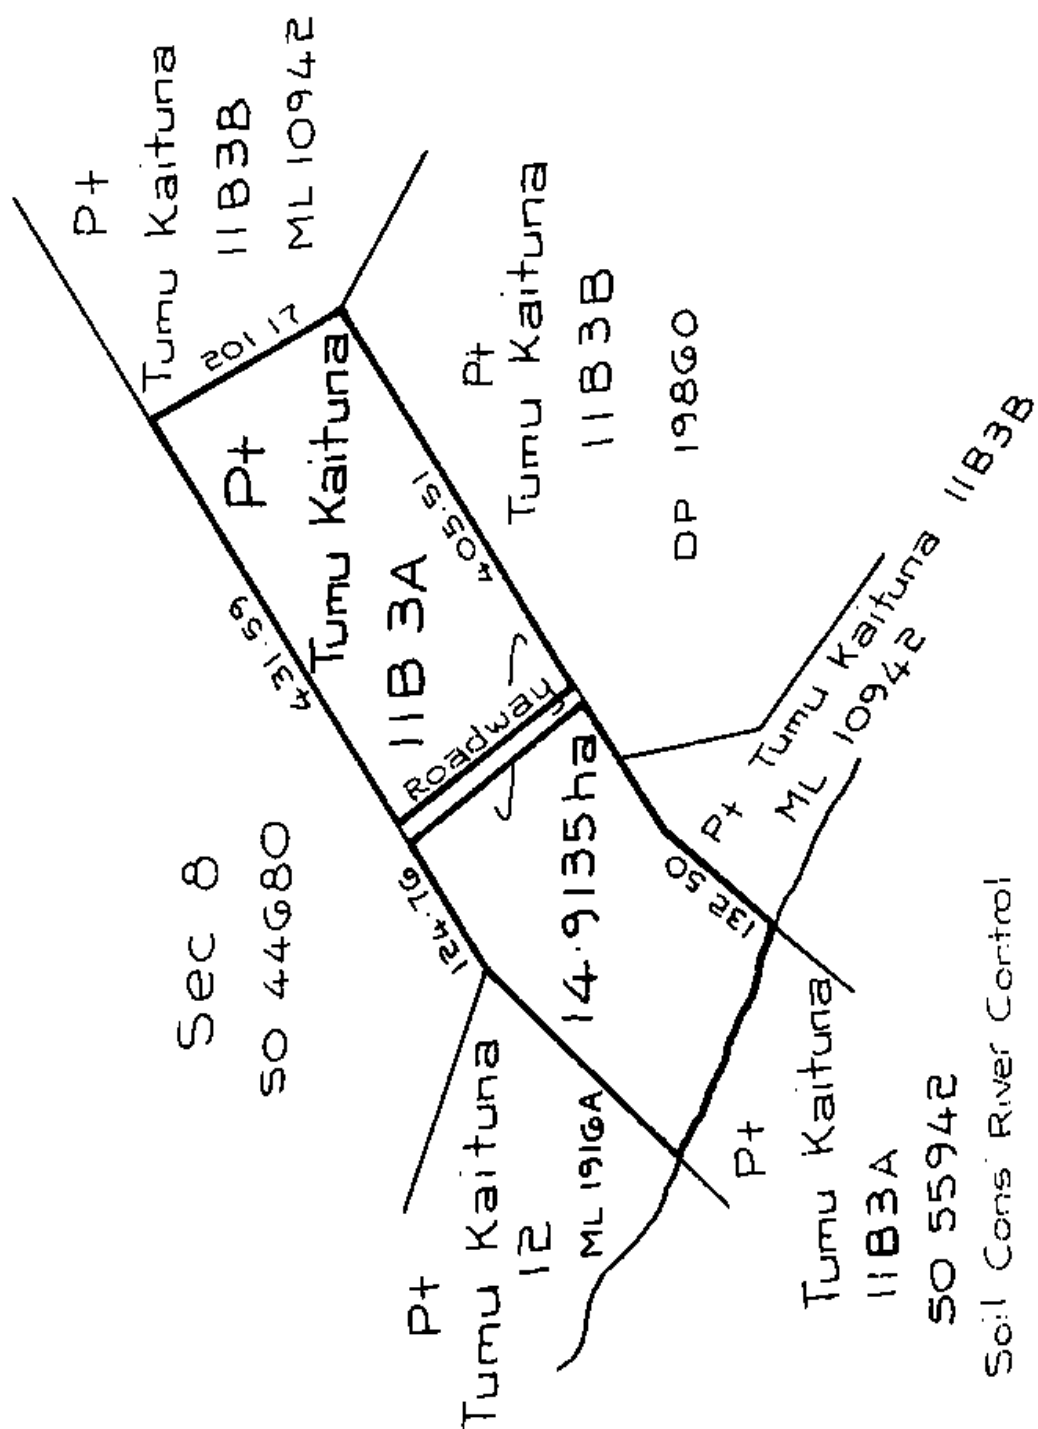 Pt
Tumu Kaituna
11B3B
ML 10942
201 17
Pt
Tumu Kaituna
11B 3A
14.9135ha
431.59
405.51
Roadway
124.76
132 50
Pt
Tumu Kaituna
11B3B
DP 19860
Sec 8
SO 44680
Pt Tumu Kaituna 11B3B
ML 10942
Pt
Tumu Kaituna
12
ML 1916A
Pt
Tumu Kaituna
11B3A
SO 55942
Soil Cons River Control